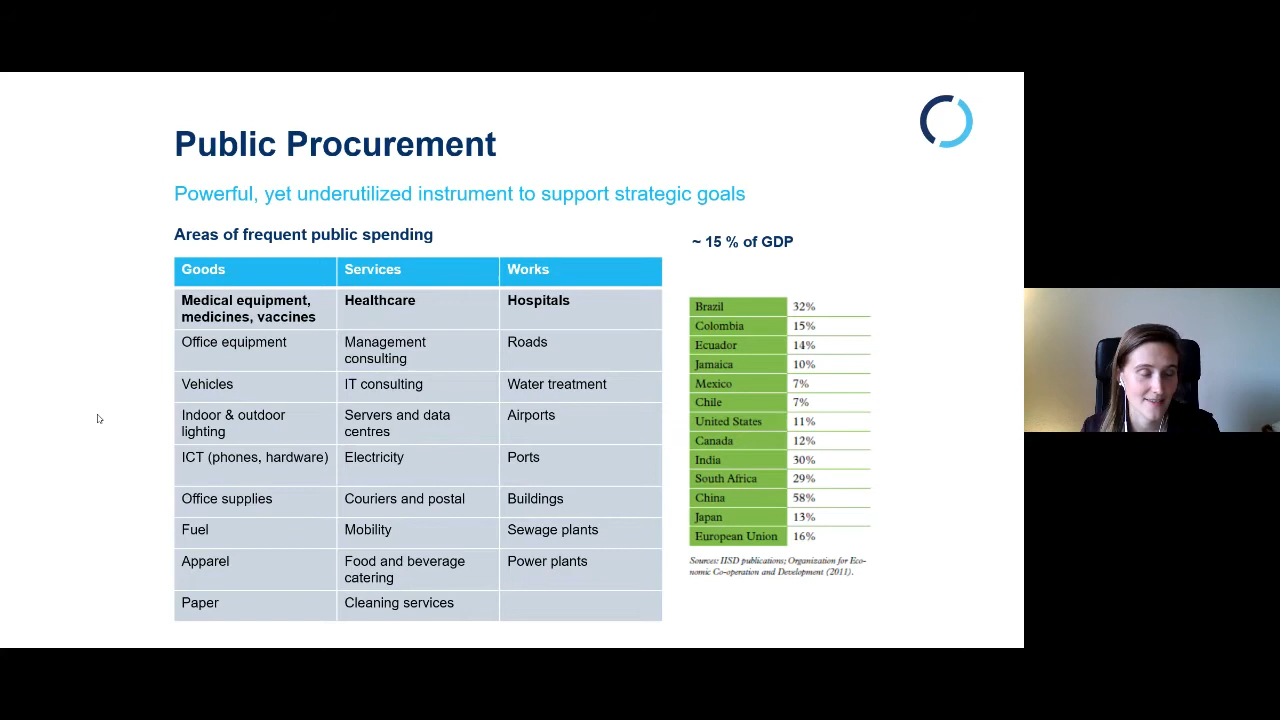 Public Procurement
Powerful, yet underutilized instrument to support strategic goals
Areas of frequent public spending
Goods Services Works
Medical equipment, medicines, vaccines Healthcare Hospitals
Office equipment Management consulting Roads
Vehicles IT consulting Water treatment
Indoor & outdoor lighting Servers and data centres Airports
ICT (phones, hardware) Electricity Ports
Office supplies Couriers and postal Buildings
Fuel Mobility Sewage plants
Apparel Food and beverage catering Power plants
Paper Cleaning services
~ 15 % of GDP
Brazil 32%
Colombia 15%
Ecuador 14%
Jamaica 10%
Mexico 7%
Chile 7%
United States 11%
Canada 12%
India 30%
South Africa 29%
China 58%
Japan 13%
European Union 16%
Sources: IISD publications; Organization for Eco-
nomic Co-operation and Development (2011).